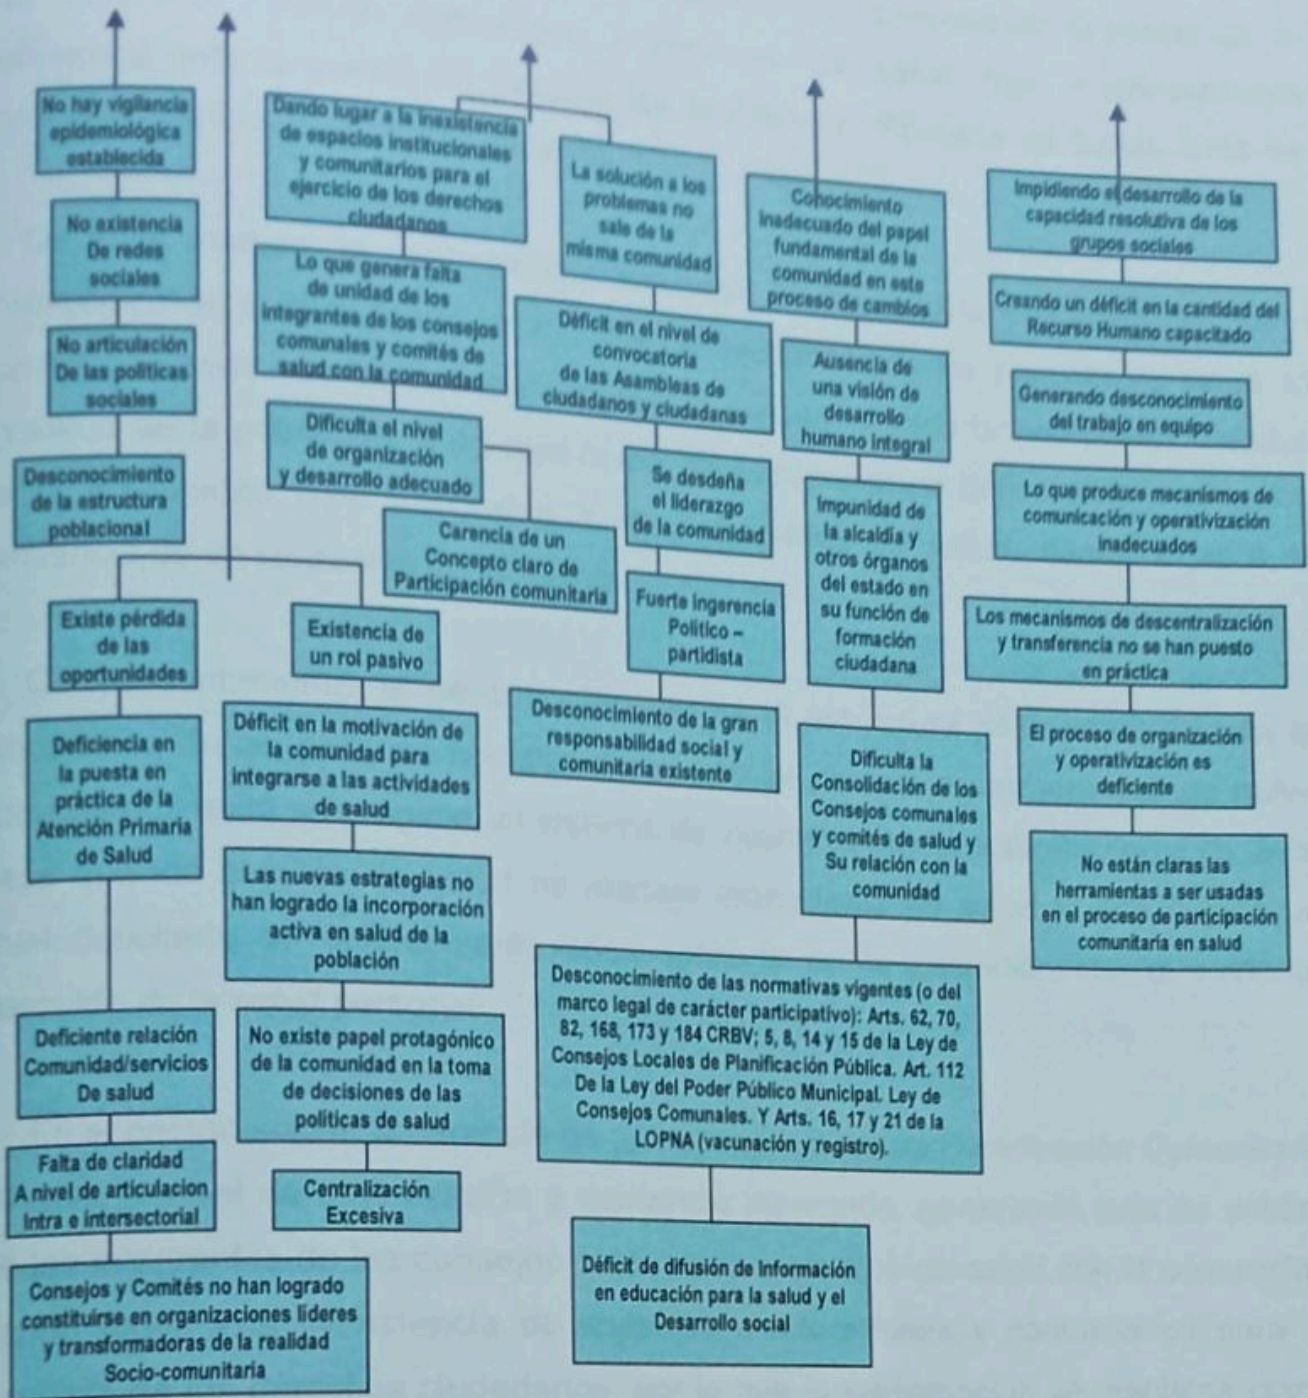 No hay vigilancia
epidemiológica
establecida
No existencia
De redes
sociales
No articulación
De las políticas
sociales
Desconocimiento
de la estructura
poblacional
Dando lugar a la inexistencia
de espacios institucionales
y comunitarios para el
ejercicio de los derechos
ciudadanos
Lo que genera falta
de unidad de los
integrantes de los consejos
comunales y comités de
salud con la comunidad
Dificulta el nivel
de organización
y desarrollo adecuado
Carencia de un
Concepto claro de
Participación comunitaria
La solución a los
problemas no
sale de la
misma comunidad
Déficit en el nivel de
convocatoria
de las Asambleas de
ciudadanos y ciudadanas
Se desdeña
el liderazgo
de la comunidad
Fuerte ingerencia
Político –
partidista
Desconocimiento de la gran
responsabilidad social y
comunitaria existente
Conocimiento
inadecuado del papel
fundamental de la
comunidad en este
proceso de cambios
Ausencia de
una visión de
desarrollo
humano integral
Impunidad de
la alcaldía y
otros órganos
del estado en
su función de
formación
ciudadana
Dificulta la
Consolidación de los
Consejos comunales
y comités de salud y
Su relación con la
comunidad
Desconocimiento de las normativas vigentes (o del
marco legal de carácter participativo): Arts. 62, 70,
82, 168, 173 y 184 CRBV; 5, 8, 14 y 15 de la Ley de
Consejos Locales de Planificación Pública. Art. 112
De la Ley del Poder Público Municipal. Ley de
Consejos Comunales. Y Arts. 16, 17 y 21 de la
LOPNA (vacunación y registro).
Déficit de difusión de Información
en educación para la salud y el
Desarrollo social
Impidiendo el desarrollo de la
capacidad resolutiva de los
grupos sociales
Creando un déficit en la cantidad del
Recurso Humano capacitado
Generando desconocimiento
del trabajo en equipo
Lo que produce mecanismos de
comunicación y operativización
inadecuados
Los mecanismos de descentralización
y transferencia no se han puesto
en práctica
El proceso de organización
y operativización es
deficiente
No están claras las
herramientas a ser usadas
en el proceso de participación
comunitaria en salud
Existe pérdida
de las
oportunidades
Deficiencia en
la puesta en
práctica de la
Atención Primaria
de Salud
Deficiente relación
Comunidad/servicios
De salud
Falta de claridad
A nivel de articulacion
Intra e intersectorial
Consejos y Comités no han logrado
constituirse en organizaciones líderes
y transformadoras de la realidad
Socio-comunitaria
Existencia de
un rol pasivo
Déficit en la motivación de
la comunidad para
integrarse a las actividades
de salud
Las nuevas estrategias no
han logrado la incorporación
activa en salud de la
población
No existe papel protagónico
de la comunidad en la toma
de decisiones de las
políticas de salud
Centralización
Excesiva